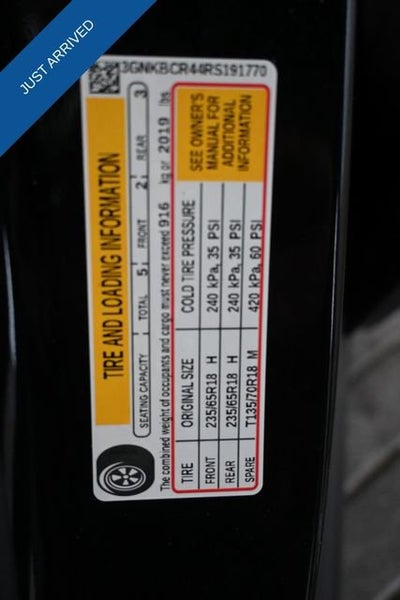 JUST ARRIVED
3GNKBCR44RS191770
TIRE AND LOADING INFORMATION
SEATING CAPACITY TOTAL 5 FRONT 2 REAR 3
The combined weight of occupants and cargo must never exceed 916 kg or 2019 lbs
TIRE ORIGINAL SIZE COLD TIRE PRESSURE
FRONT 235/65R18 H 240 kPa, 35 PSI
REAR 235/65R18 H 240 kPa, 35 PSI
SPARE T135/70R18 M 420 kPa, 60 PSI
SEE OWNER'S
MANUAL FOR
ADDITIONAL
INFORMATION